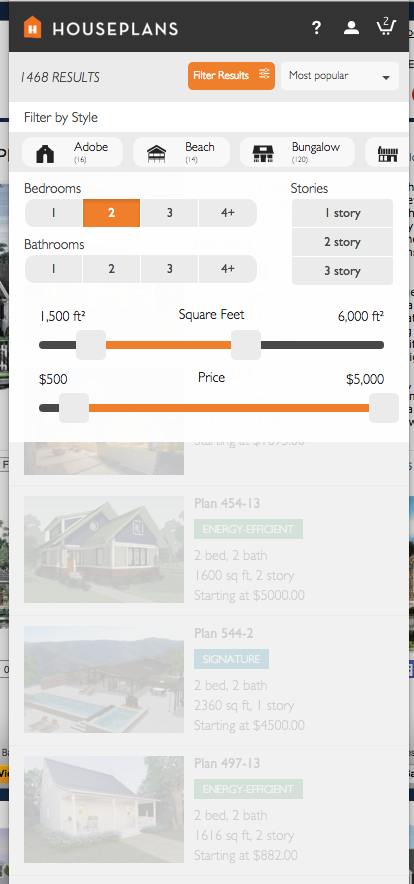 HOUSEPLANS
?
2
1468 RESULTS
Filter Results
Most popular
Filter by Style
Adobe
(16)
Beach
(14)
Bungalow
(120)
Bedrooms
1 2 3 4+
Bathrooms
1 2 3 4+
Stories
1 story
2 story
3 story
1,500 ft²
Square Feet
6,000 ft²
$500
Price
$5,000
Plan 454-13
ENERGY-EFFICIENT
2 bed, 2 bath
1600 sq ft, 2 story
Starting at $5000.00
Plan 544-2
SIGNATURE
2 bed, 2 bath
2360 sq ft, 1 story
Starting at $4500.00
Plan 497-13
ENERGY-EFFICIENT
2 bed, 2 bath
1616 sq ft, 2 story
Starting at $882.00